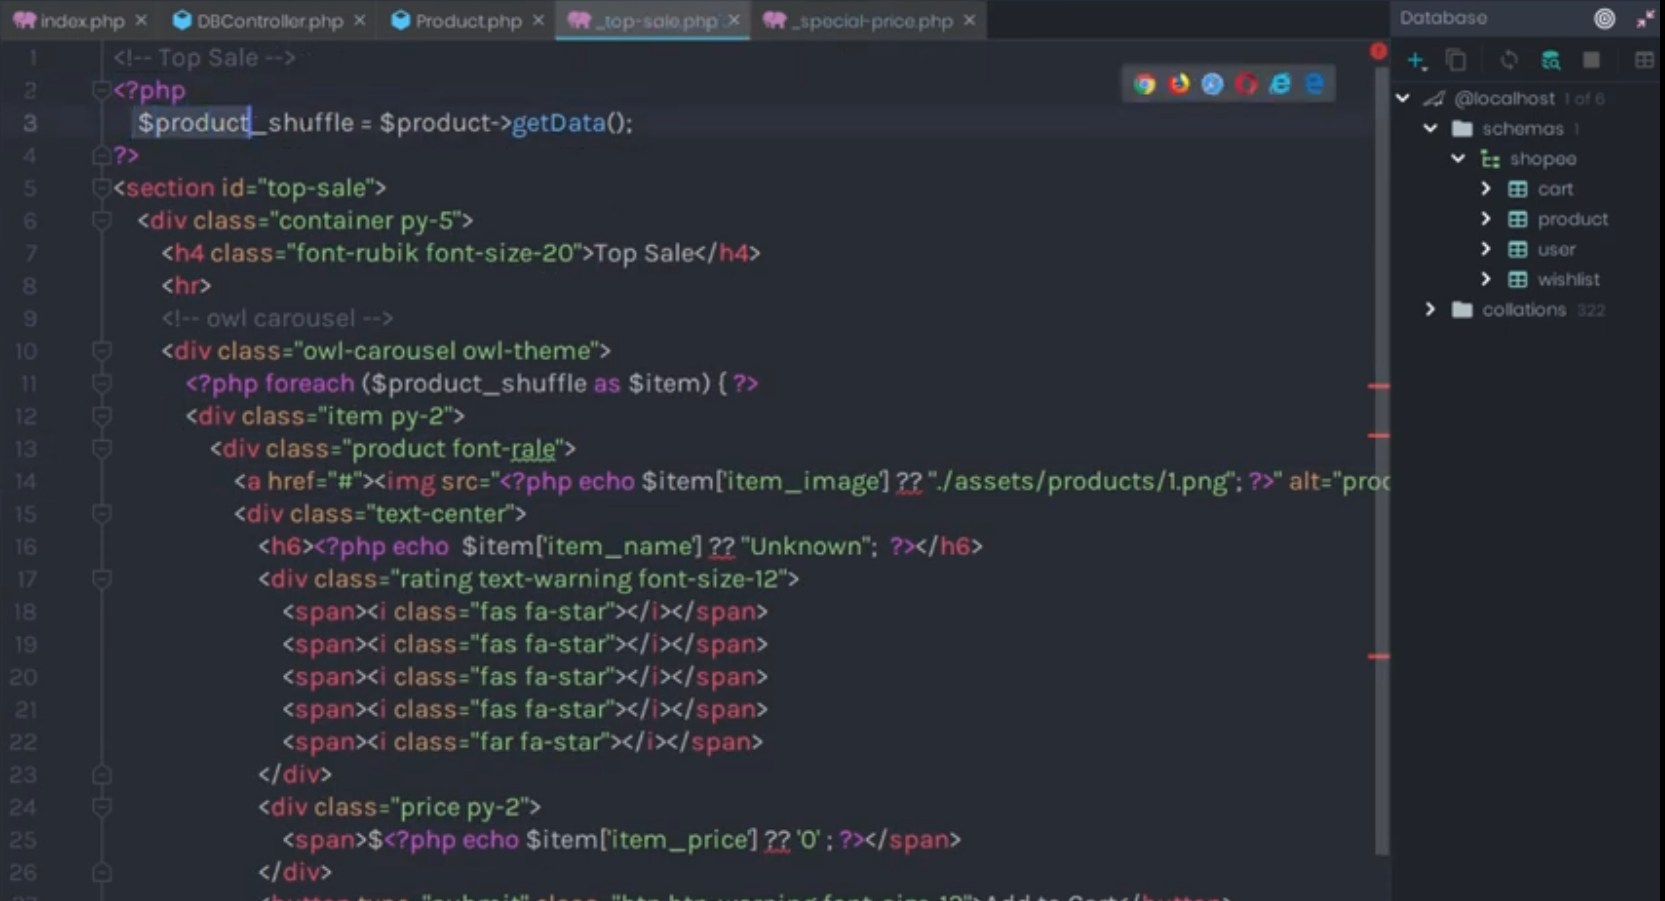 index.php × DBController.php × Product.php × _top-sale.php × _special-price.php × Database
1 <!-- Top Sale -->
2 <?php
3 $product_shuffle = $product->getData();
4 ?>
5 <section id="top-sale">
6 <div class="container py-5">
7 <h4 class="font-rubik font-size-20">Top Sale</h4>
8 <hr>
9 <!-- owl carousel -->
10 <div class="owl-carousel owl-theme">
11 <?php foreach ($product_shuffle as $item) { ?>
12 <div class="item py-2">
13 <div class="product font-rale">
14 <a href="#"><img src="<?php echo $item['item_image'] ?? "./assets/products/1.png"; ?>" alt="proc
15 <div class="text-center">
16 <h6><?php echo  $item['item_name'] ?? "Unknown";  ?></h6>
17 <div class="rating text-warning font-size-12">
18 <span><i class="fas fa-star"></i></span>
19 <span><i class="fas fa-star"></i></span>
20 <span><i class="fas fa-star"></i></span>
21 <span><i class="fas fa-star"></i></span>
22 <span><i class="far fa-star"></i></span>
23 </div>
24 <div class="price py-2">
25 <span>$<?php echo $item['item_price'] ?? '0' ; ?></span>
26 </div>
@localhost 1 of 6
schemas 1
shopee
cart
product
user
wishlist
collations 322